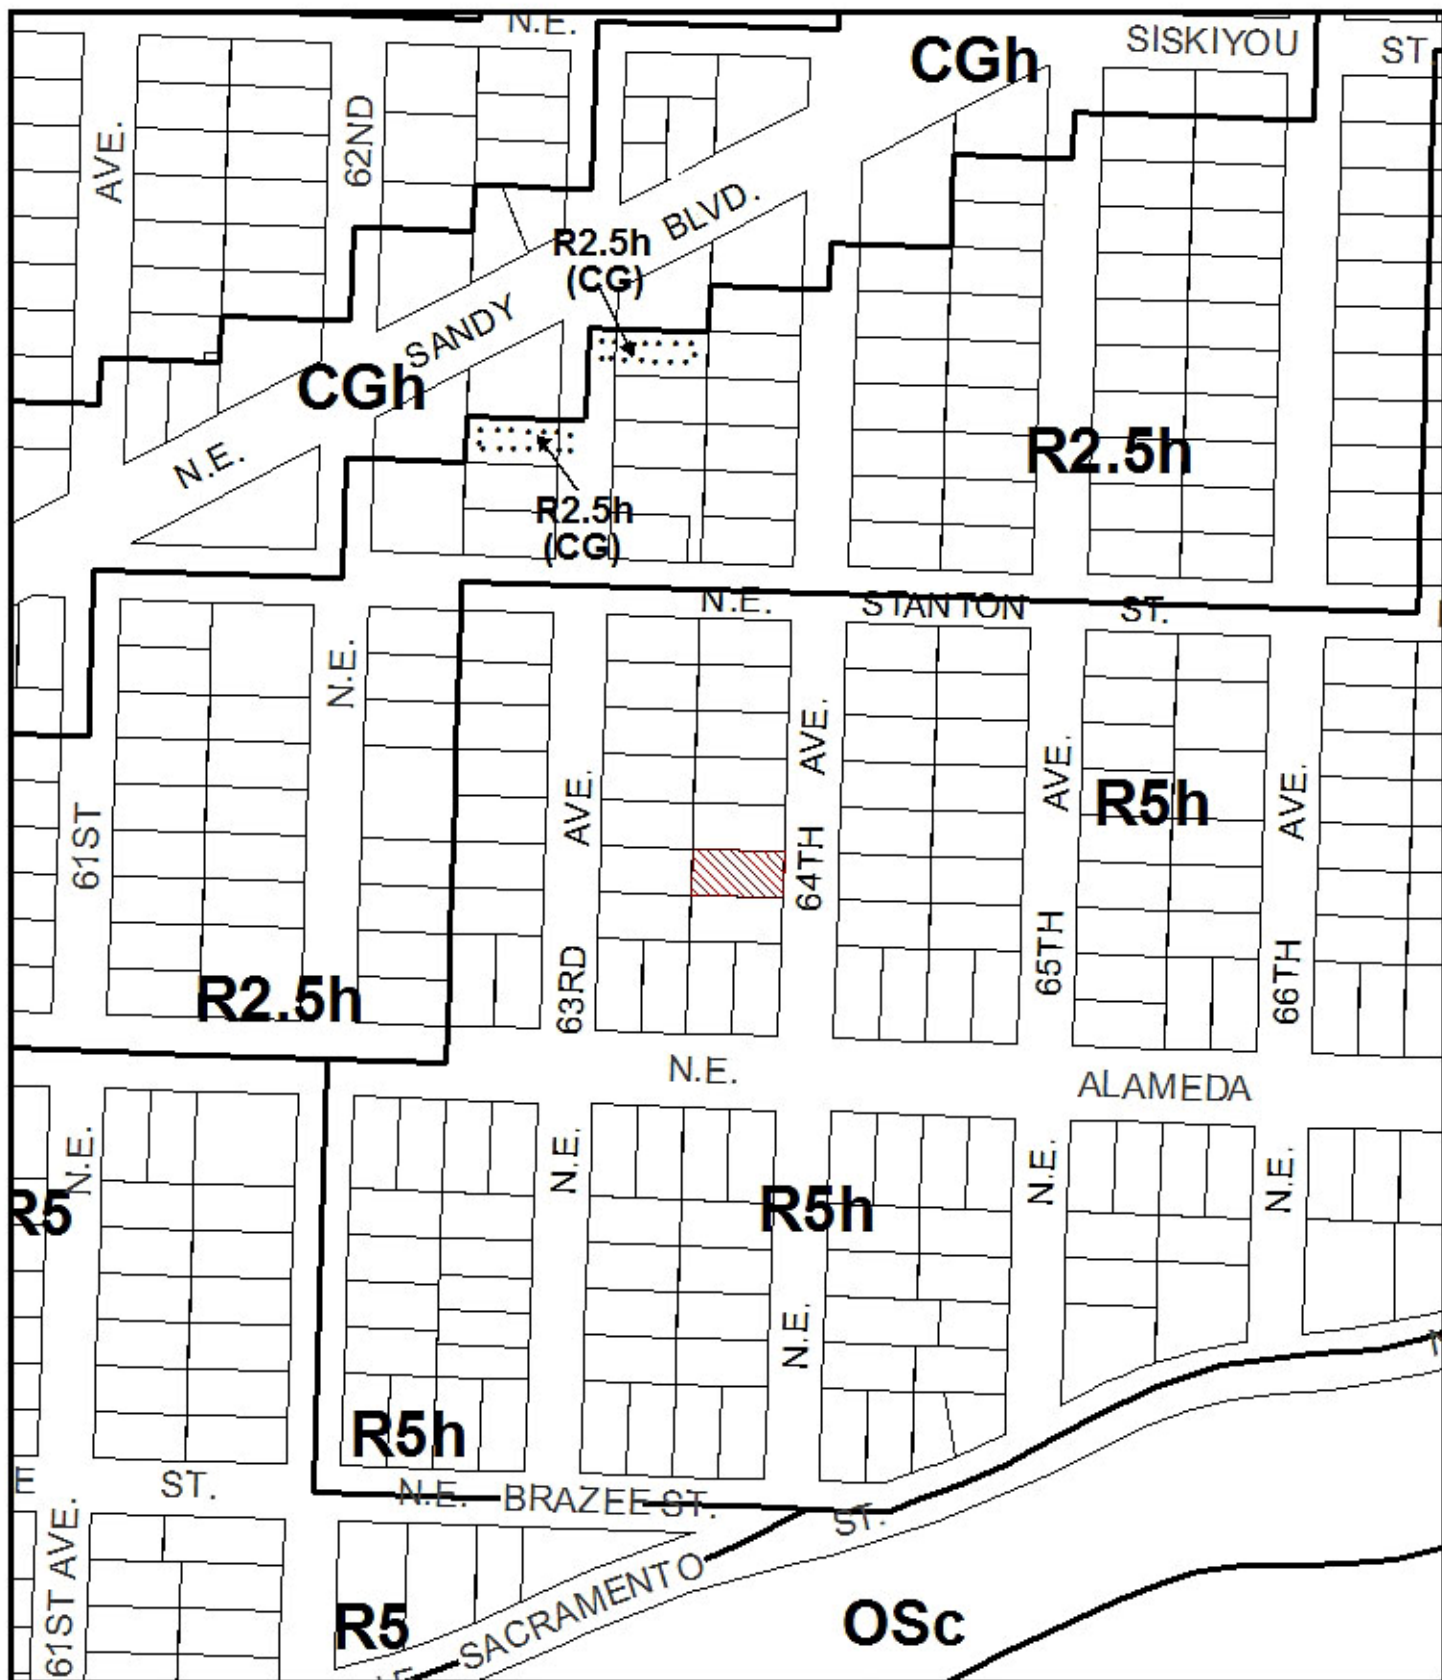 N.E.
CGh
SISKIYOU
ST.
AVE.
62ND
BLVD.
R2.5h
(CG)
SANDY
CGh
N.E.
R2.5h
R2.5h
(CG)
N.E.
STANTON
ST.
N.E.
AVE.
AVE.
AVE.
AVE.
R5h
61ST
64TH
63RD
65TH
66TH
R2.5h
N.E.
ALAMEDA
N.E.
N.E.
N.E.
N.E.
R5
R5h
N.E.
R5h
E
ST.
N.E.
BRAZEE ST.
ST.
61ST AVE.
SACRAMENTO
R5
OSc